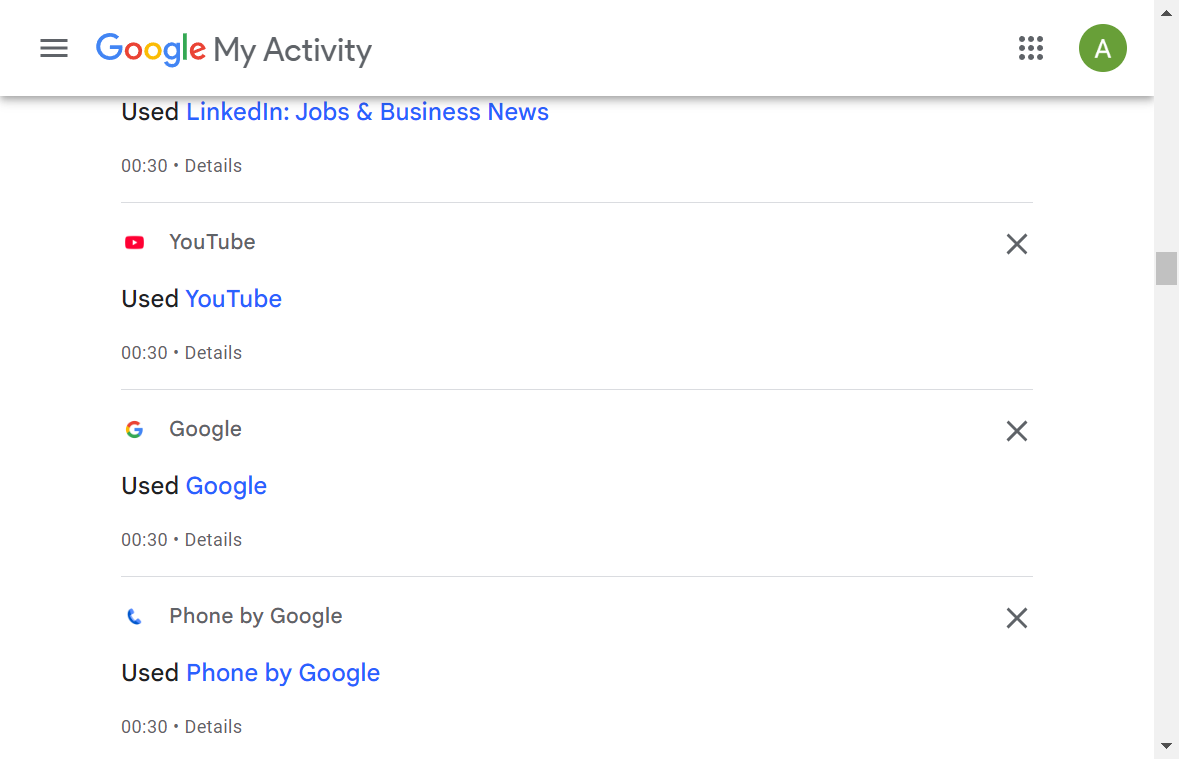 Google My Activity
A
Used LinkedIn: Jobs & Business News
00:30 • Details
YouTube
Used YouTube
00:30 • Details
Google
Used Google
00:30 • Details
Phone by Google
Used Phone by Google
00:30 • Details